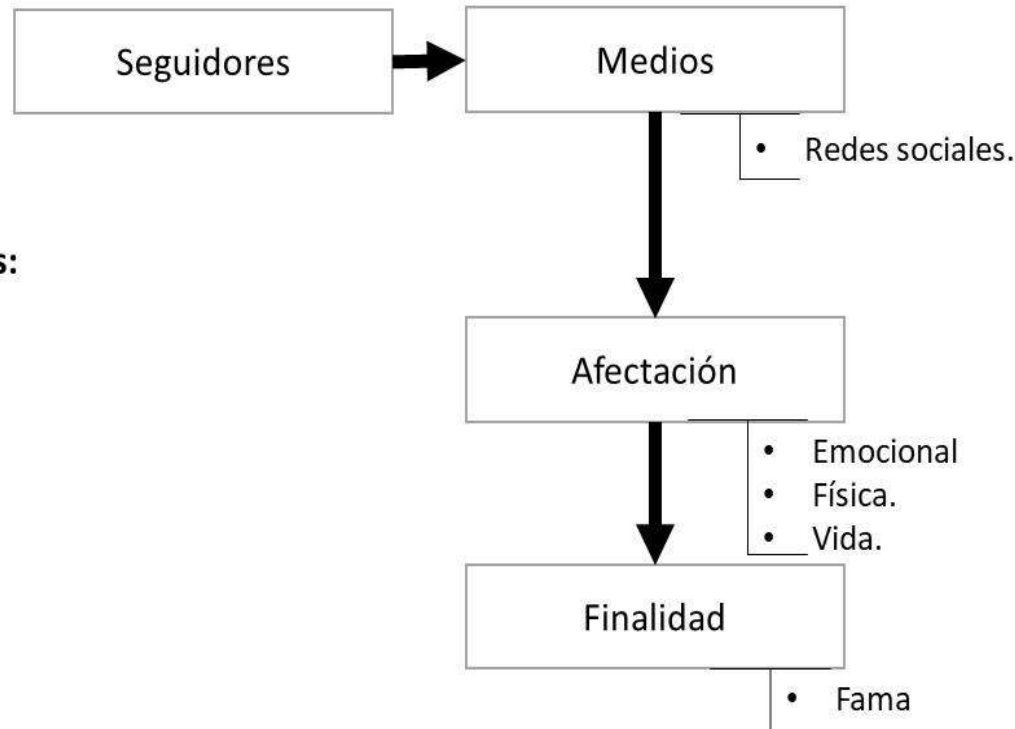 Seguidores
Medios
• Redes sociales.
s:
Afectación
• Emocional
• Física.
• Vida.
Finalidad
• Fama